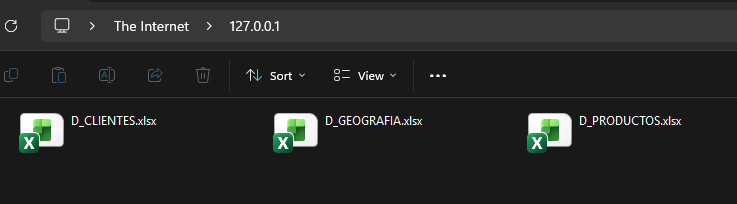 The Internet > 127.0.0.1
Sort View
D_CLIENTES.xlsx D_GEOGRAFIA.xlsx D_PRODUCTOS.xlsx